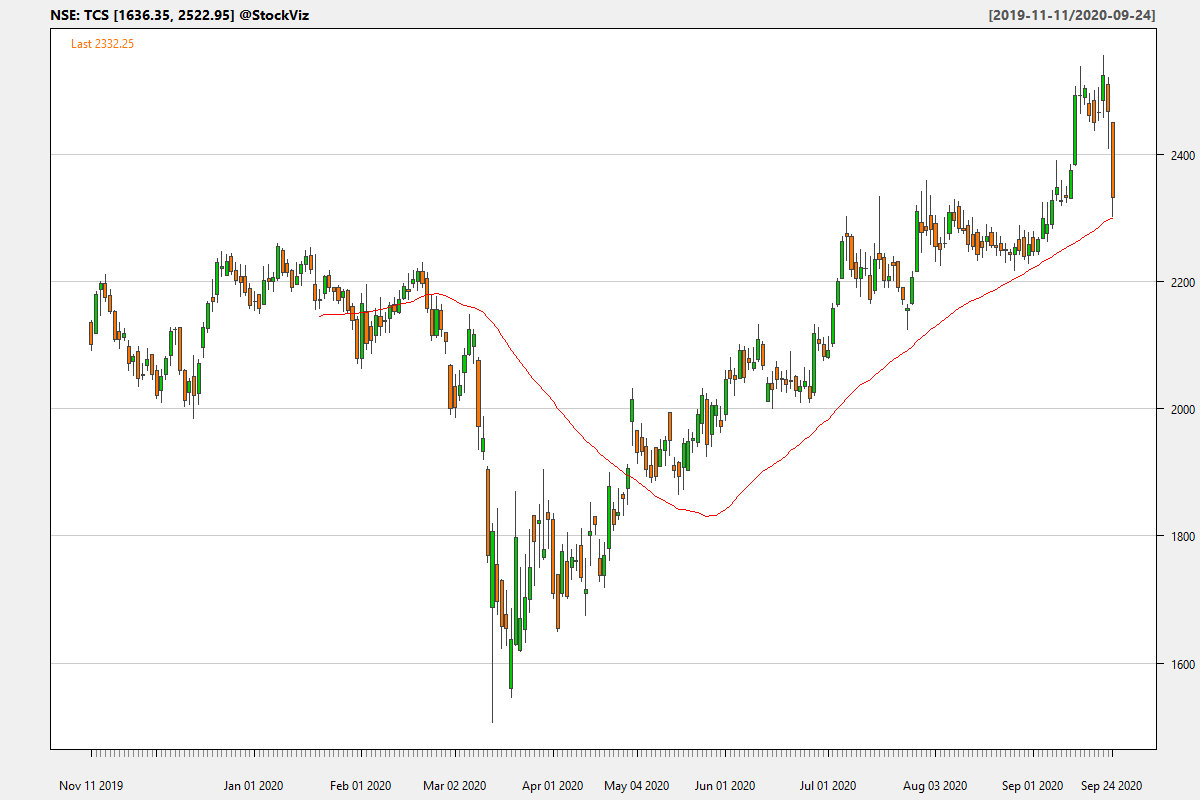 NSE: TCS [1636.35, 2522.95] @StockViz [2019-11-11/2020-09-24]
Last 2332.25
2400
2200
2000
1800
1600
Nov 11 2019 Jan 01 2020 Feb 03 2020 Mar 02 2020 Apr 01 2020 May 04 2020 Jun 01 2020 Jul 01 2020 Aug 03 2020 Sep 01 2020 Sep 24 2020